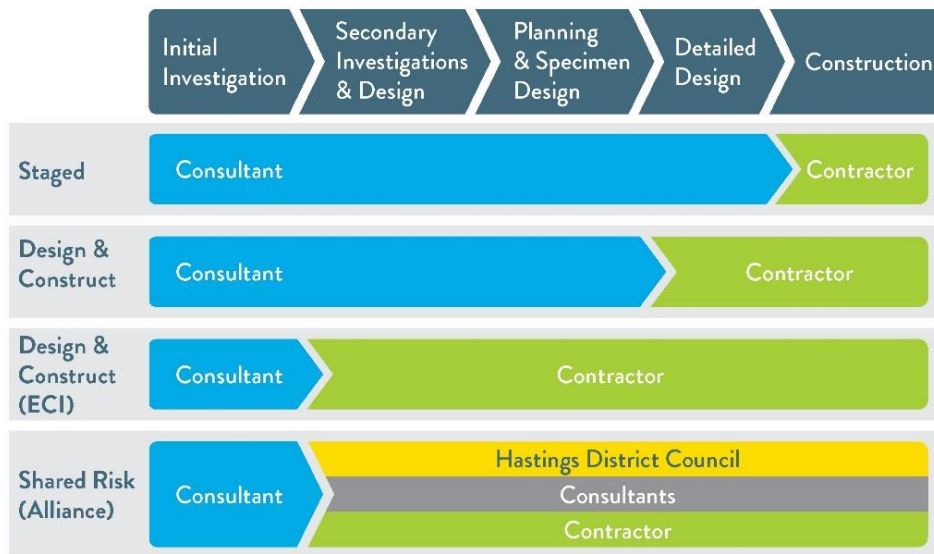 Initial
Investigation
Secondary
Investigations
& Design
Planning
& Specimen
Design
Detailed
Design
Construction
Staged
Consultant
Contractor
Design &
Construct
Consultant
Contractor
Design &
Construct
(ECI)
Consultant
Contractor
Shared Risk
(Alliance)
Consultant
Hastings District Council
Consultants
Contractor